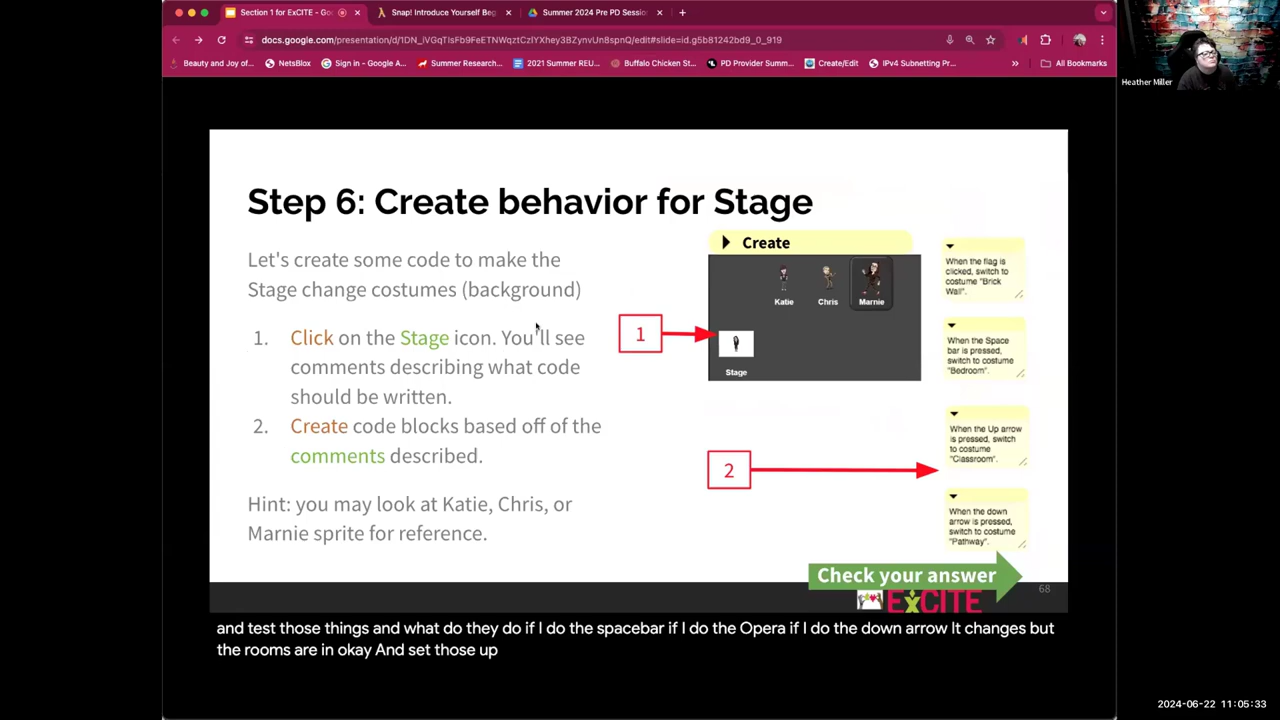 Section 1 for ExCITE - Goo
Snap! Introduce Yourself Beg
Summer 2024 Pre PD Sessio
docs.google.com/presentation/d/1DN_iVGqTlsFb9FeETNWqztCzIYXhey3BZynvUn8spnQ/edit#slide=id.g5b81242bd9_0_919
Beauty and Joy of...
NetsBlox
Sign in - Google A...
Summer Research...
2021 Summer REU...
Buffalo Chicken St...
PD Provider Summ...
Create/Edit
IPv4 Subnetting Pr...
»
All Bookmarks
Heather Miller
Step 6: Create behavior for Stage
Let's create some code to make the
Stage change costumes (background)
1. Click on the Stage icon. You'll see
comments describing what code
should be written.
2. Create code blocks based off of the
comments described.
Hint: you may look at Katie, Chris, or
Marnie sprite for reference.
Create
Katie
Chris
Marnie
Stage
1
2
When the flag is
clicked, switch to
costume "Brick
Wall".
When the Space
bar is pressed,
switch to costume
"Bedroom".
When the Up arrow
is pressed, switch
to costume
"Classroom".
When the down
arrow is pressed,
switch to costume
"Pathway".
Check your answer
68
ExCITE
and test those things and what do they do if I do the spacebar if I do the Opera if I do the down arrow It changes but
the rooms are in okay And set those up
2024-06-22 11:05:33